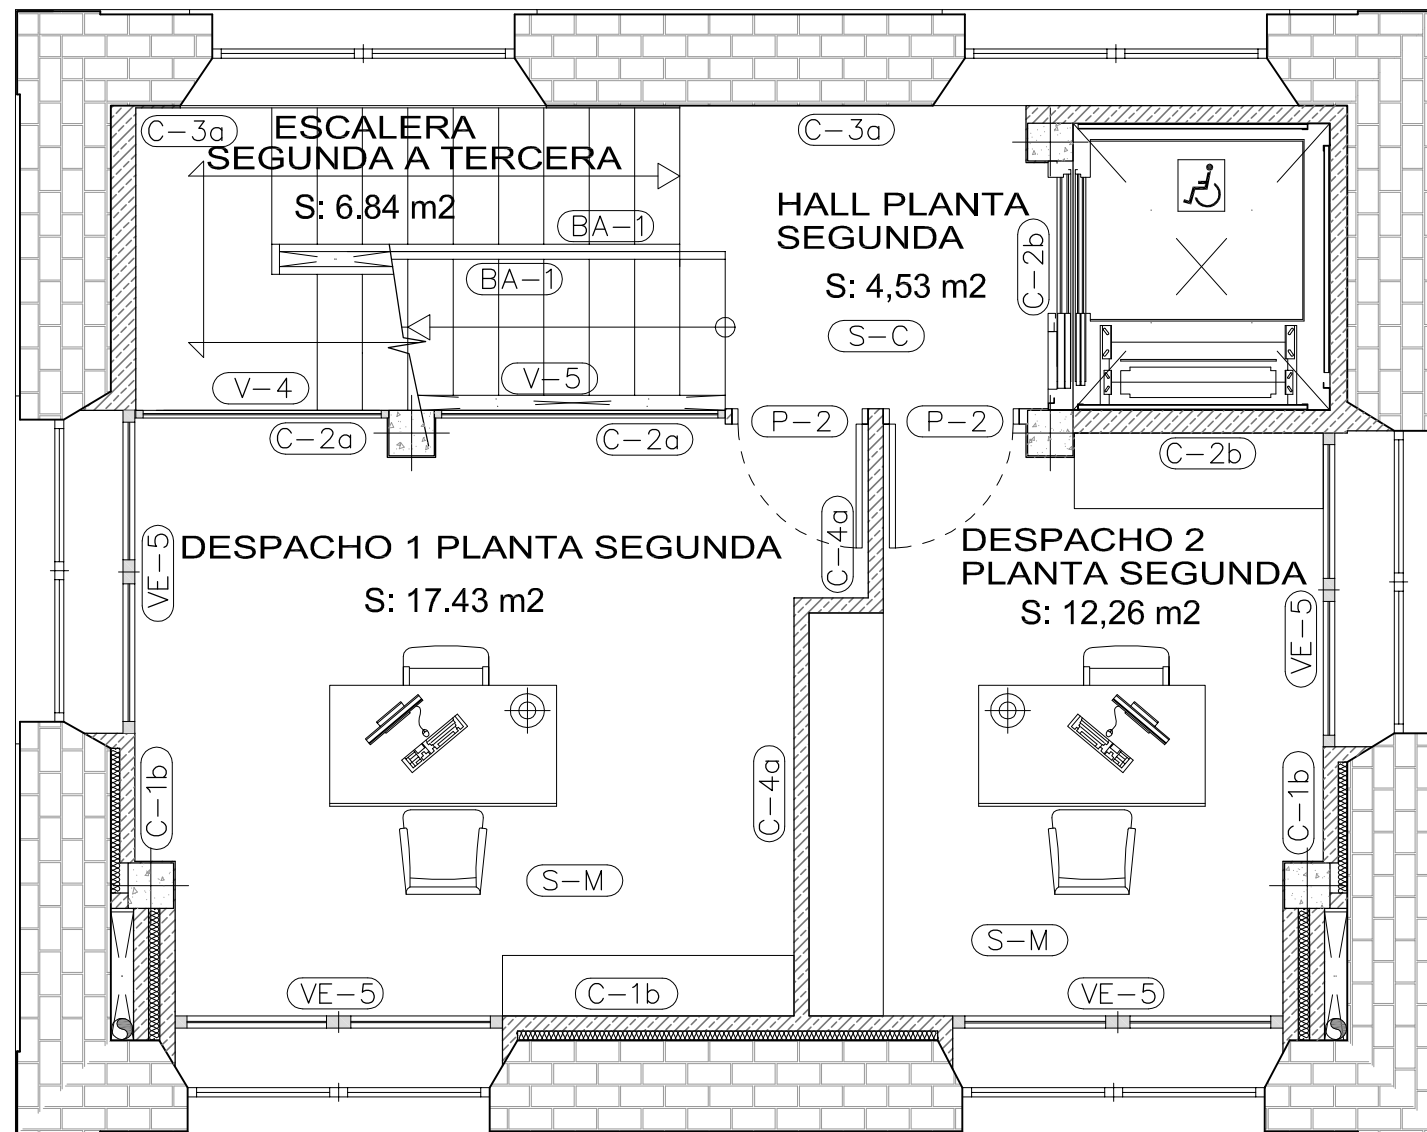 C-3a
ESCALERA
SEGUNDA A TERCERA
S: 6.84 m2
BA-1
BA-1
C-3a
HALL PLANTA
SEGUNDA
S: 4,53 m2
C-2b
S-C
V-4
V-5
C-2a
C-2a
P-2
P-2
C-2b
VE-5
DESPACHO 1 PLANTA SEGUNDA
S: 17.43 m2
C-4a
DESPACHO 2
PLANTA SEGUNDA
S: 12,26 m2
VE-5
C-1b
C-4a
C-1b
S-M
S-M
VE-5
C-1b
VE-5